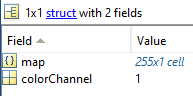 1x1 struct with 2 fields
Field Value
map 255x1 cell
colorChannel 1